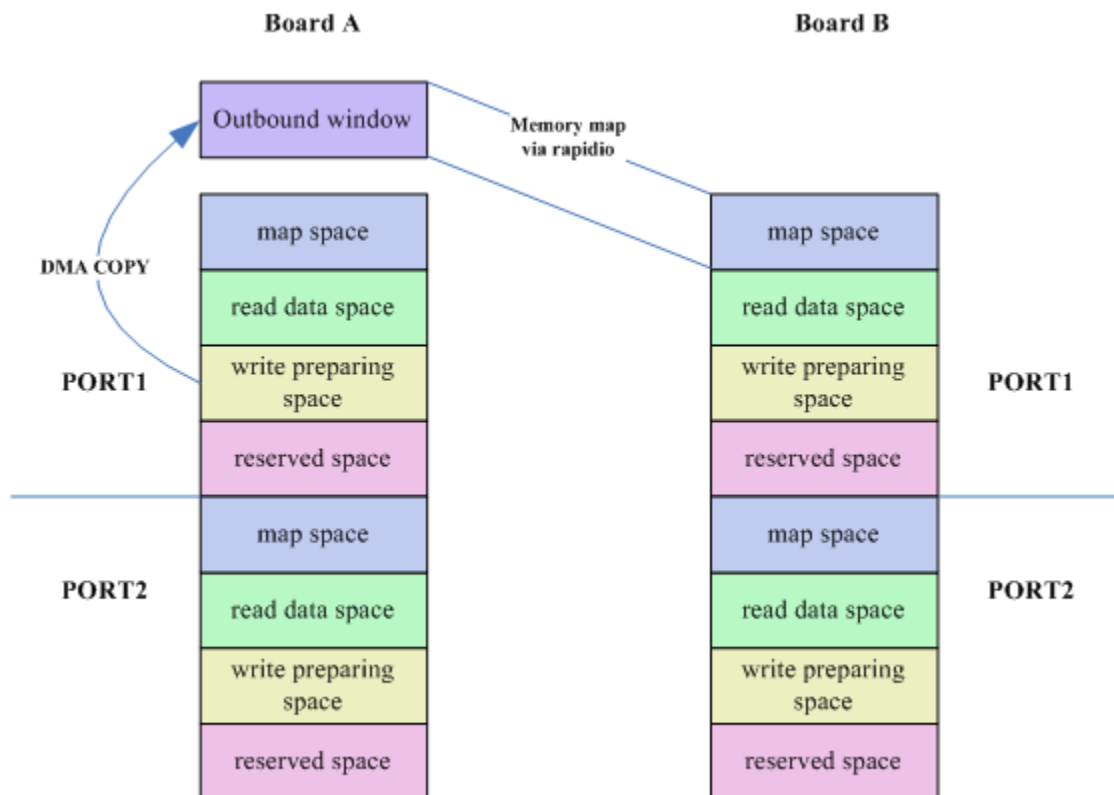 Board A
Board B
Outbound window
Memory map
via rapidio
map space
map space
DMA COPY
read data space
read data space
PORT1
write preparing
space
write preparing
space
PORT1
reserved space
reserved space
map space
map space
PORT2
read data space
read data space
PORT2
write preparing
space
write preparing
space
reserved space
reserved space